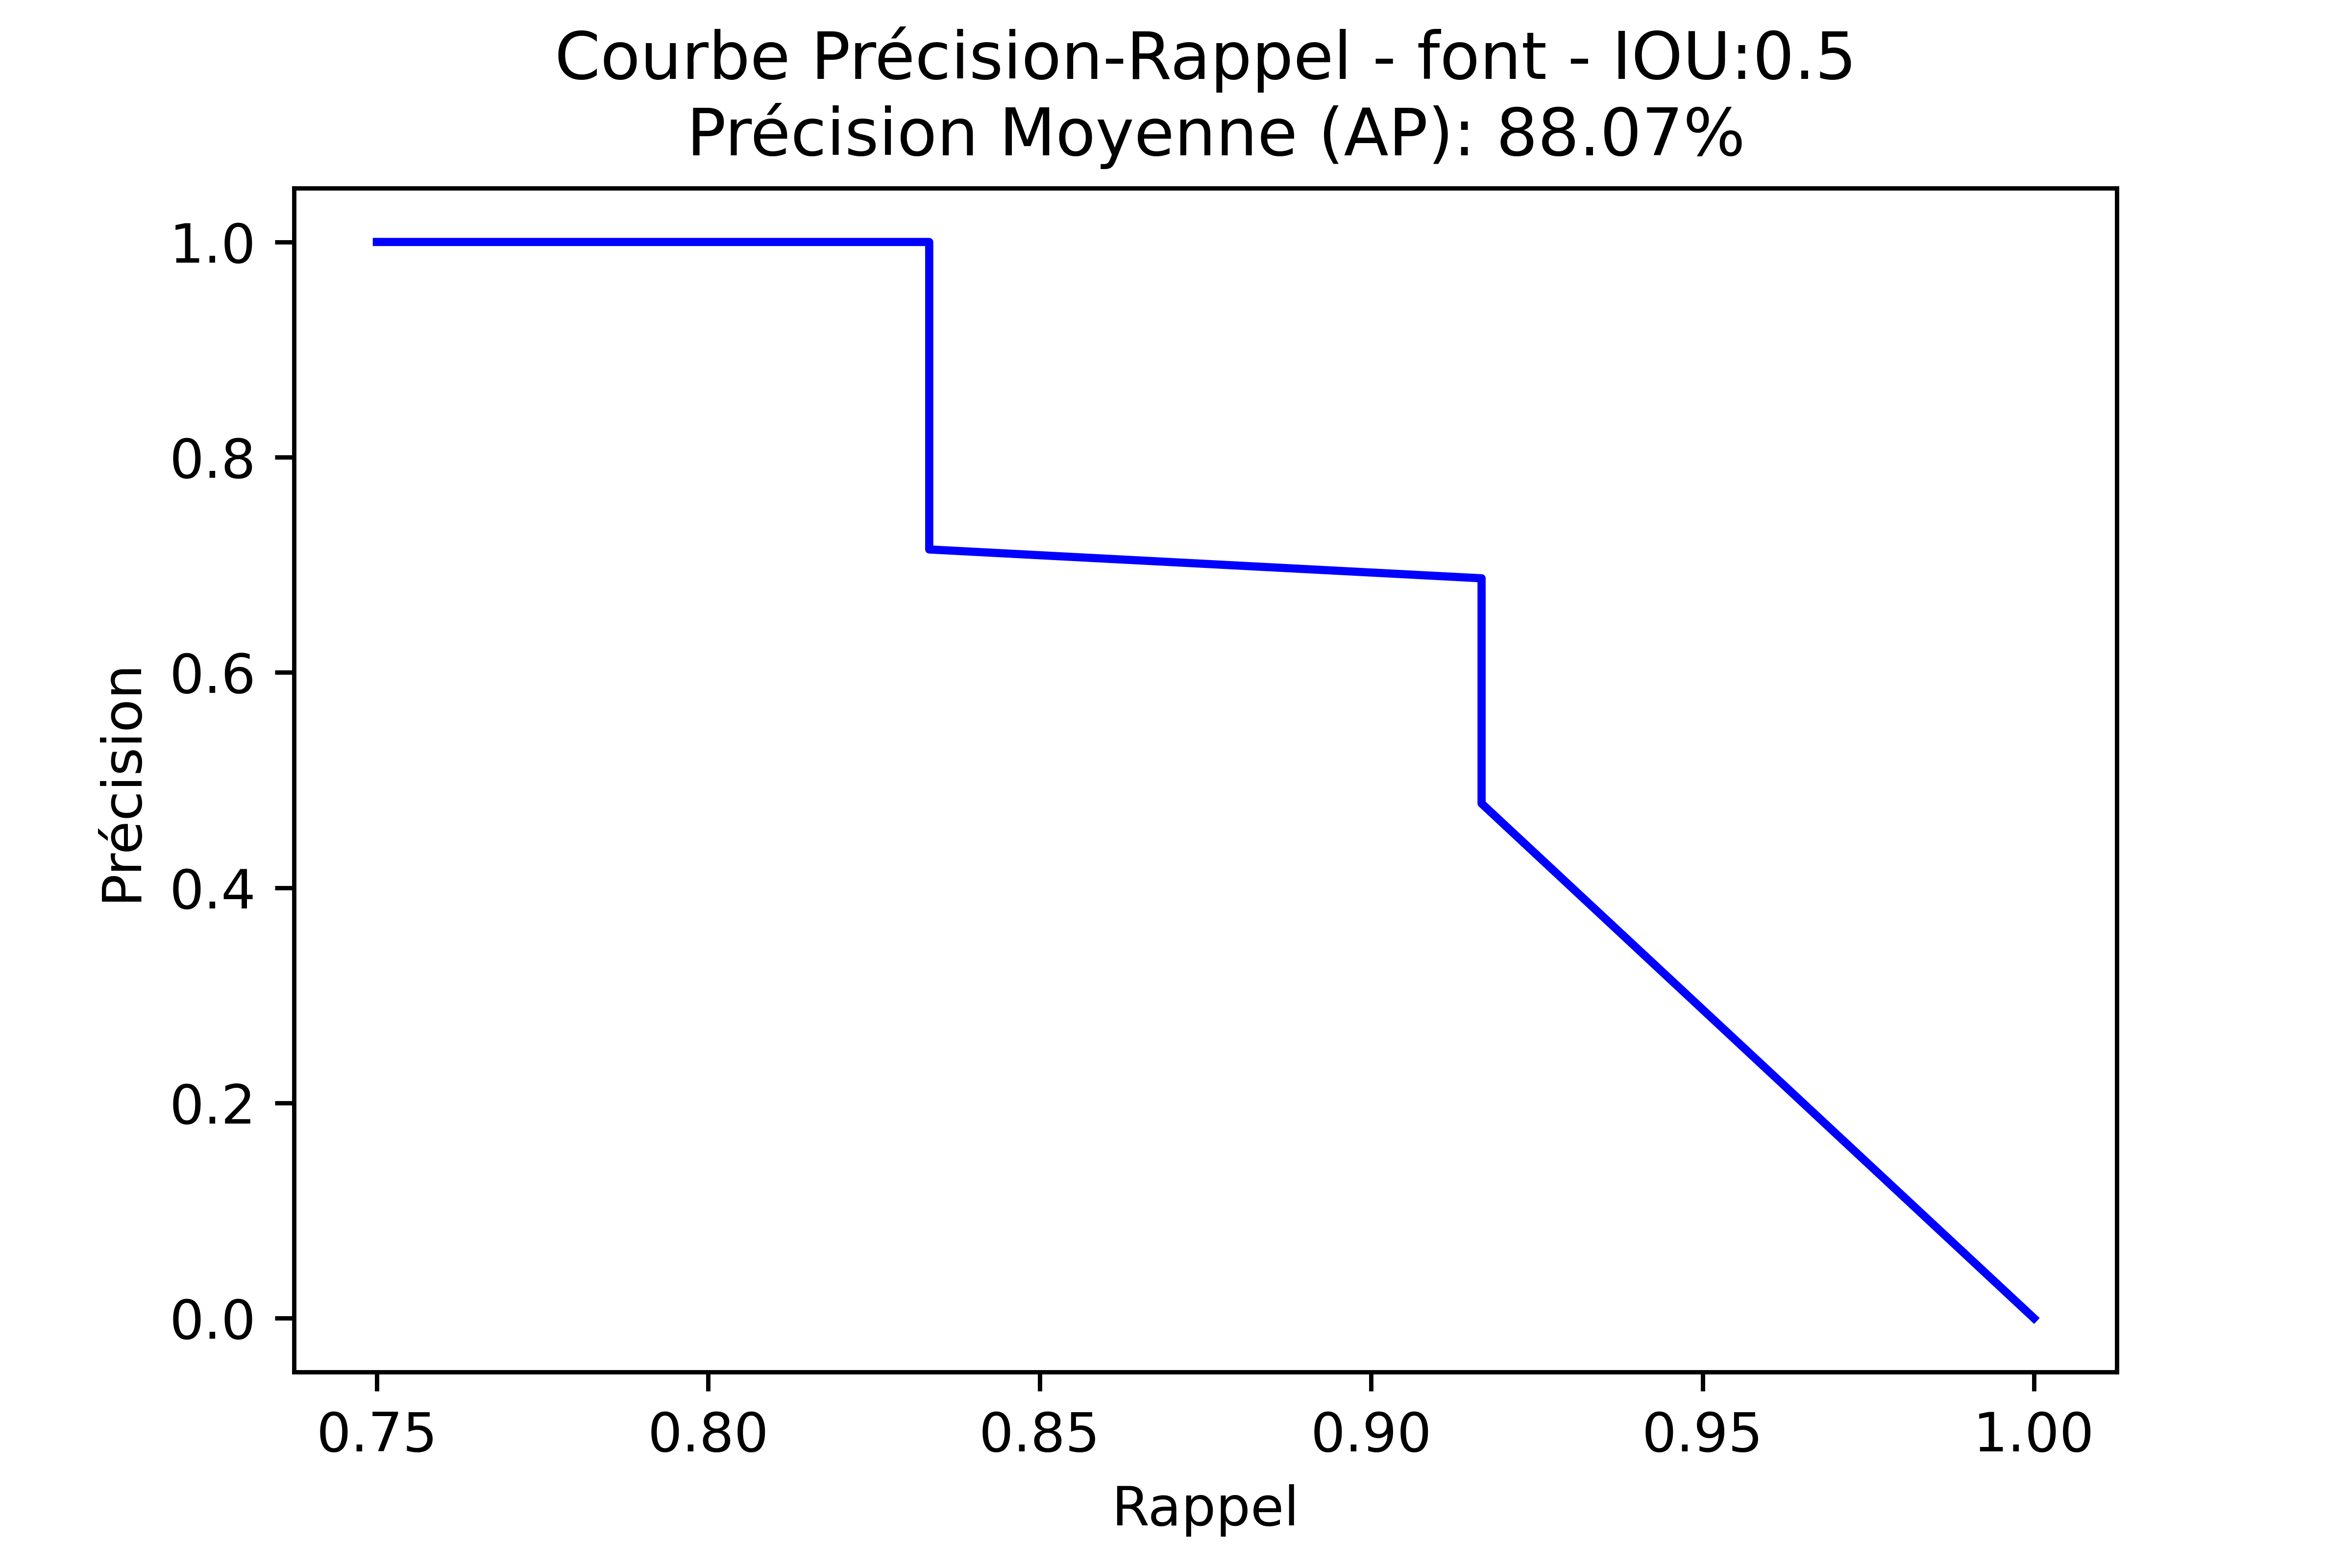 Courbe Précision-Rappel - font - IOU:0.5
Précision Moyenne (AP): 88.07%
1.0
0.8
0.6
0.4
0.2
0.0
Précision
0.75 0.80 0.85 0.90 0.95 1.00
Rappel